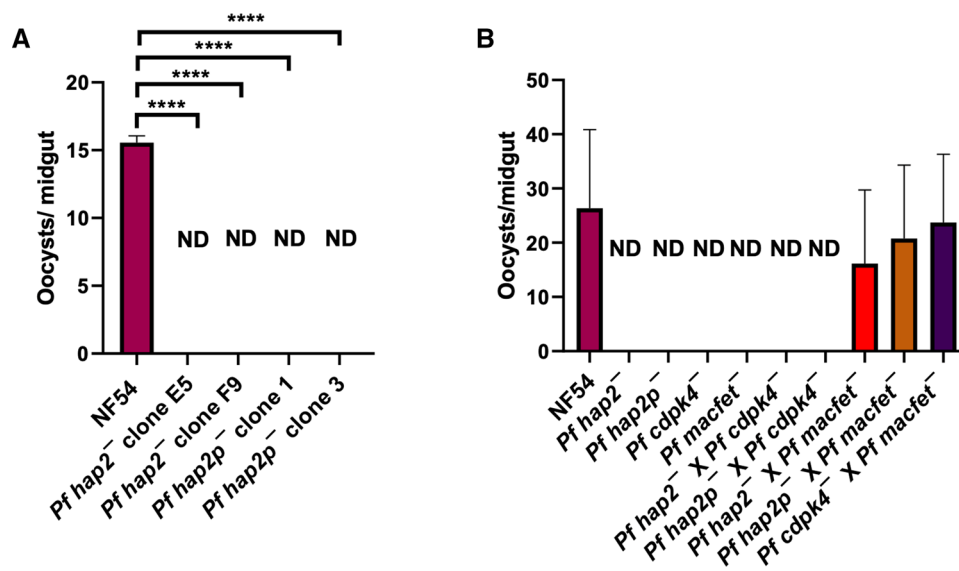 A
****
****
****
****
Oocysts/ midgut
20
15
10
5
0
ND ND ND ND
NF54
Pf hap2⁻ clone E5
Pf hap2⁻ clone F9
Pf hap2p⁻ clone 1
Pf hap2p⁻ clone 3
B
Oocysts/midgut
50
40
30
20
10
0
ND ND ND ND ND ND
NF54
Pf hap2⁻
Pf hap2p⁻
Pf cdpk4⁻
Pf macfet⁻
Pf hap2⁻ X Pf cdpk4⁻
Pf hap2p⁻ X Pf cdpk4⁻
Pf hap2⁻ X Pf macfet⁻
Pf hap2p⁻ X Pf macfet⁻
Pf cdpk4⁻ X Pf macfet⁻